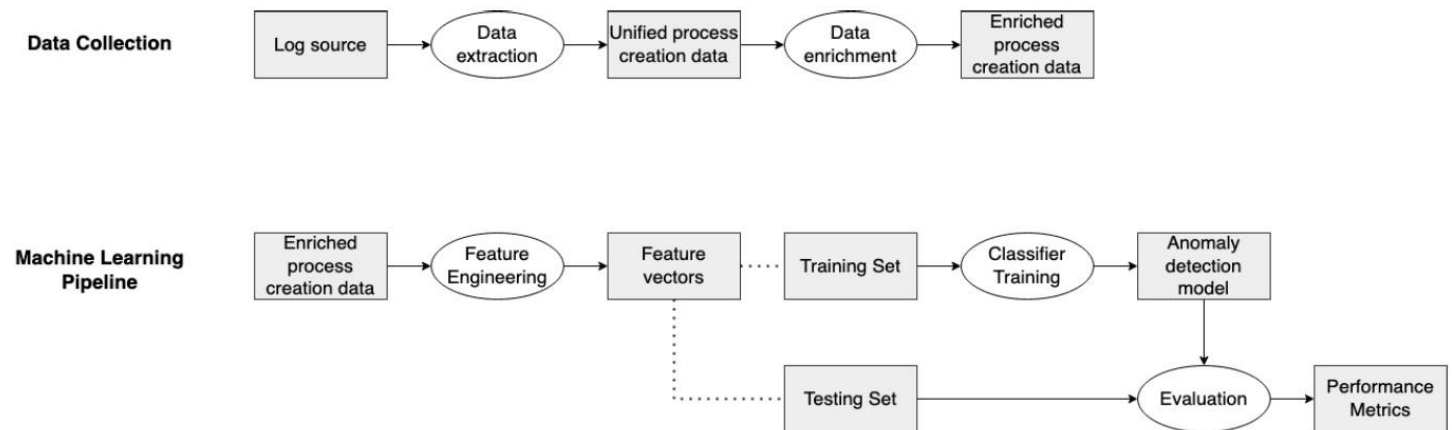 Data Collection
Log source
Data
extraction
Unified process
creation data
Data
enrichment
Enriched
process
creation data
Machine Learning
Pipeline
Enriched
process
creation data
Feature
Engineering
Feature
vectors
Training Set
Classifier
Training
Anomaly
detection
model
Testing Set
Evaluation
Performance
Metrics